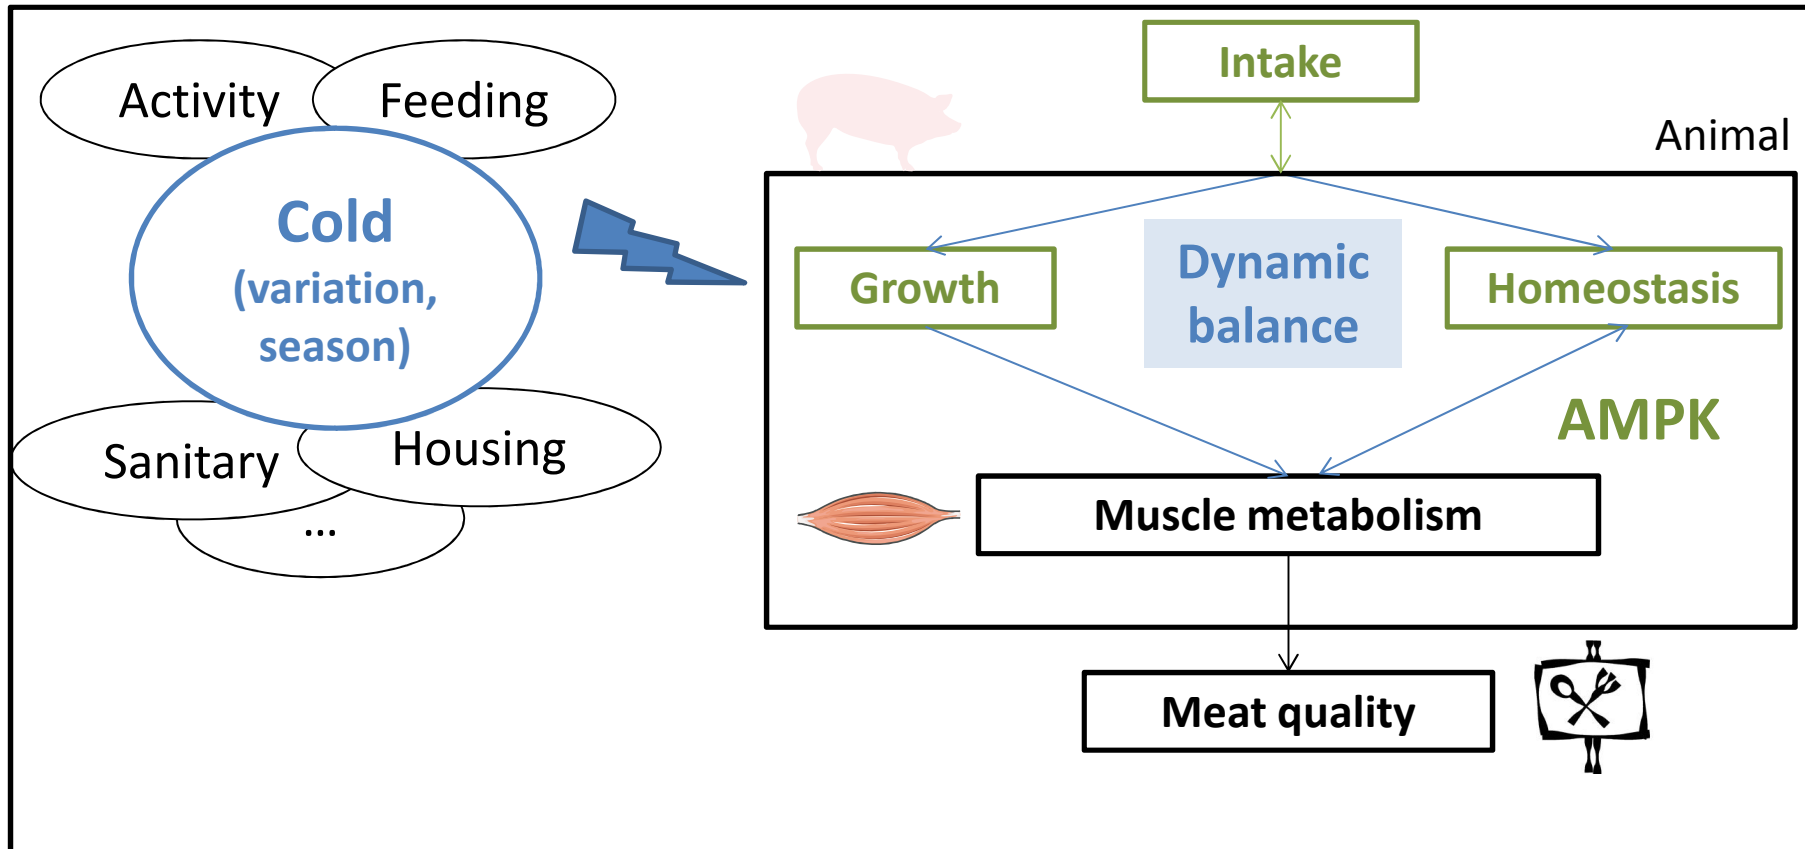 Activity
Feeding
Cold
(variation,
season)
Sanitary
Housing
...
Intake
Animal
Growth
Dynamic
balance
Homeostasis
AMPK
Muscle metabolism
Meat quality